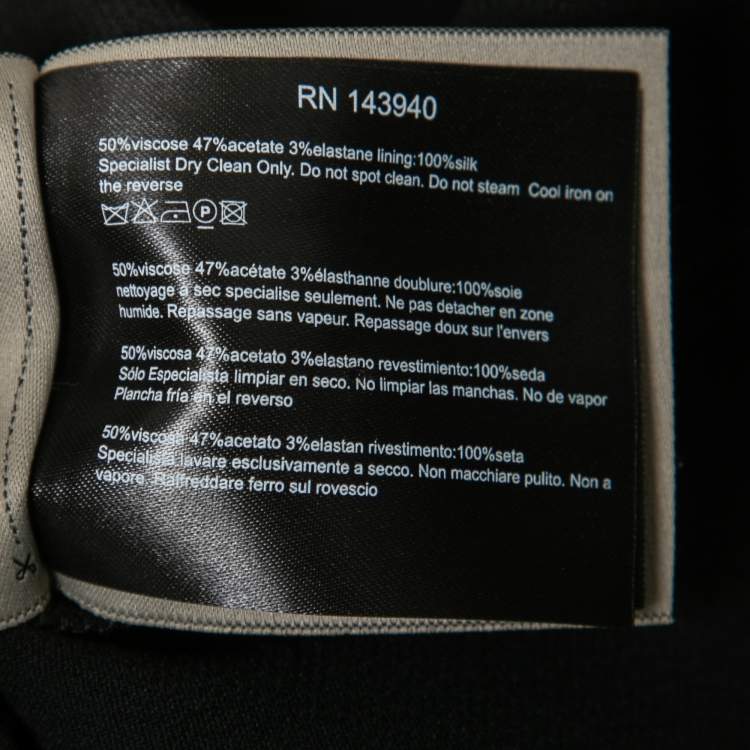 RN 143940
50%viscose 47%acetate 3%elastane lining:100%silk
Specialist Dry Clean Only. Do not spot clean. Do not steam Cool iron on
the reverse
P
50%viscose 47%acétate 3%élasthanne doublure:100%soie
nettoyage à sec specialise seulement. Ne pas detacher en zone
humide. Repassage sans vapeur. Repassage doux sur l'envers
50%viscosa 47%acetato 3%elastano revestimiento:100%seda
Sólo Especialista limpiar en seco. No limpiar las manchas. No de vapor
Plancha fría en el reverso
50%viscosa 47%acetato 3%elastan rivestimento:100%seta
Specialista lavare esclusivamente a secco. Non macchiare pulito. Non a
vapore. Raffreddare ferro sul rovescio